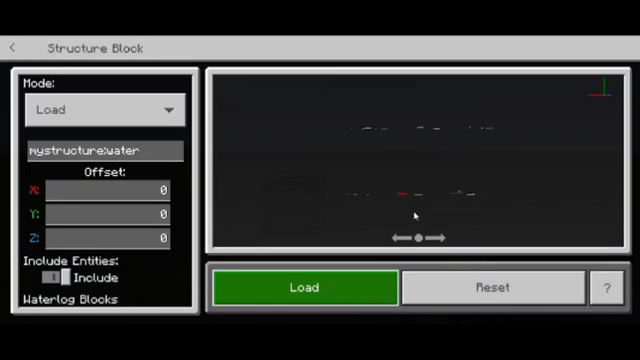 Structure Block
Mode:
Load
mystructure:water
Offset:
X: 0
Y: 0
Z: 0
Include Entities:
Include
Waterlog Blocks
Load
Reset
?